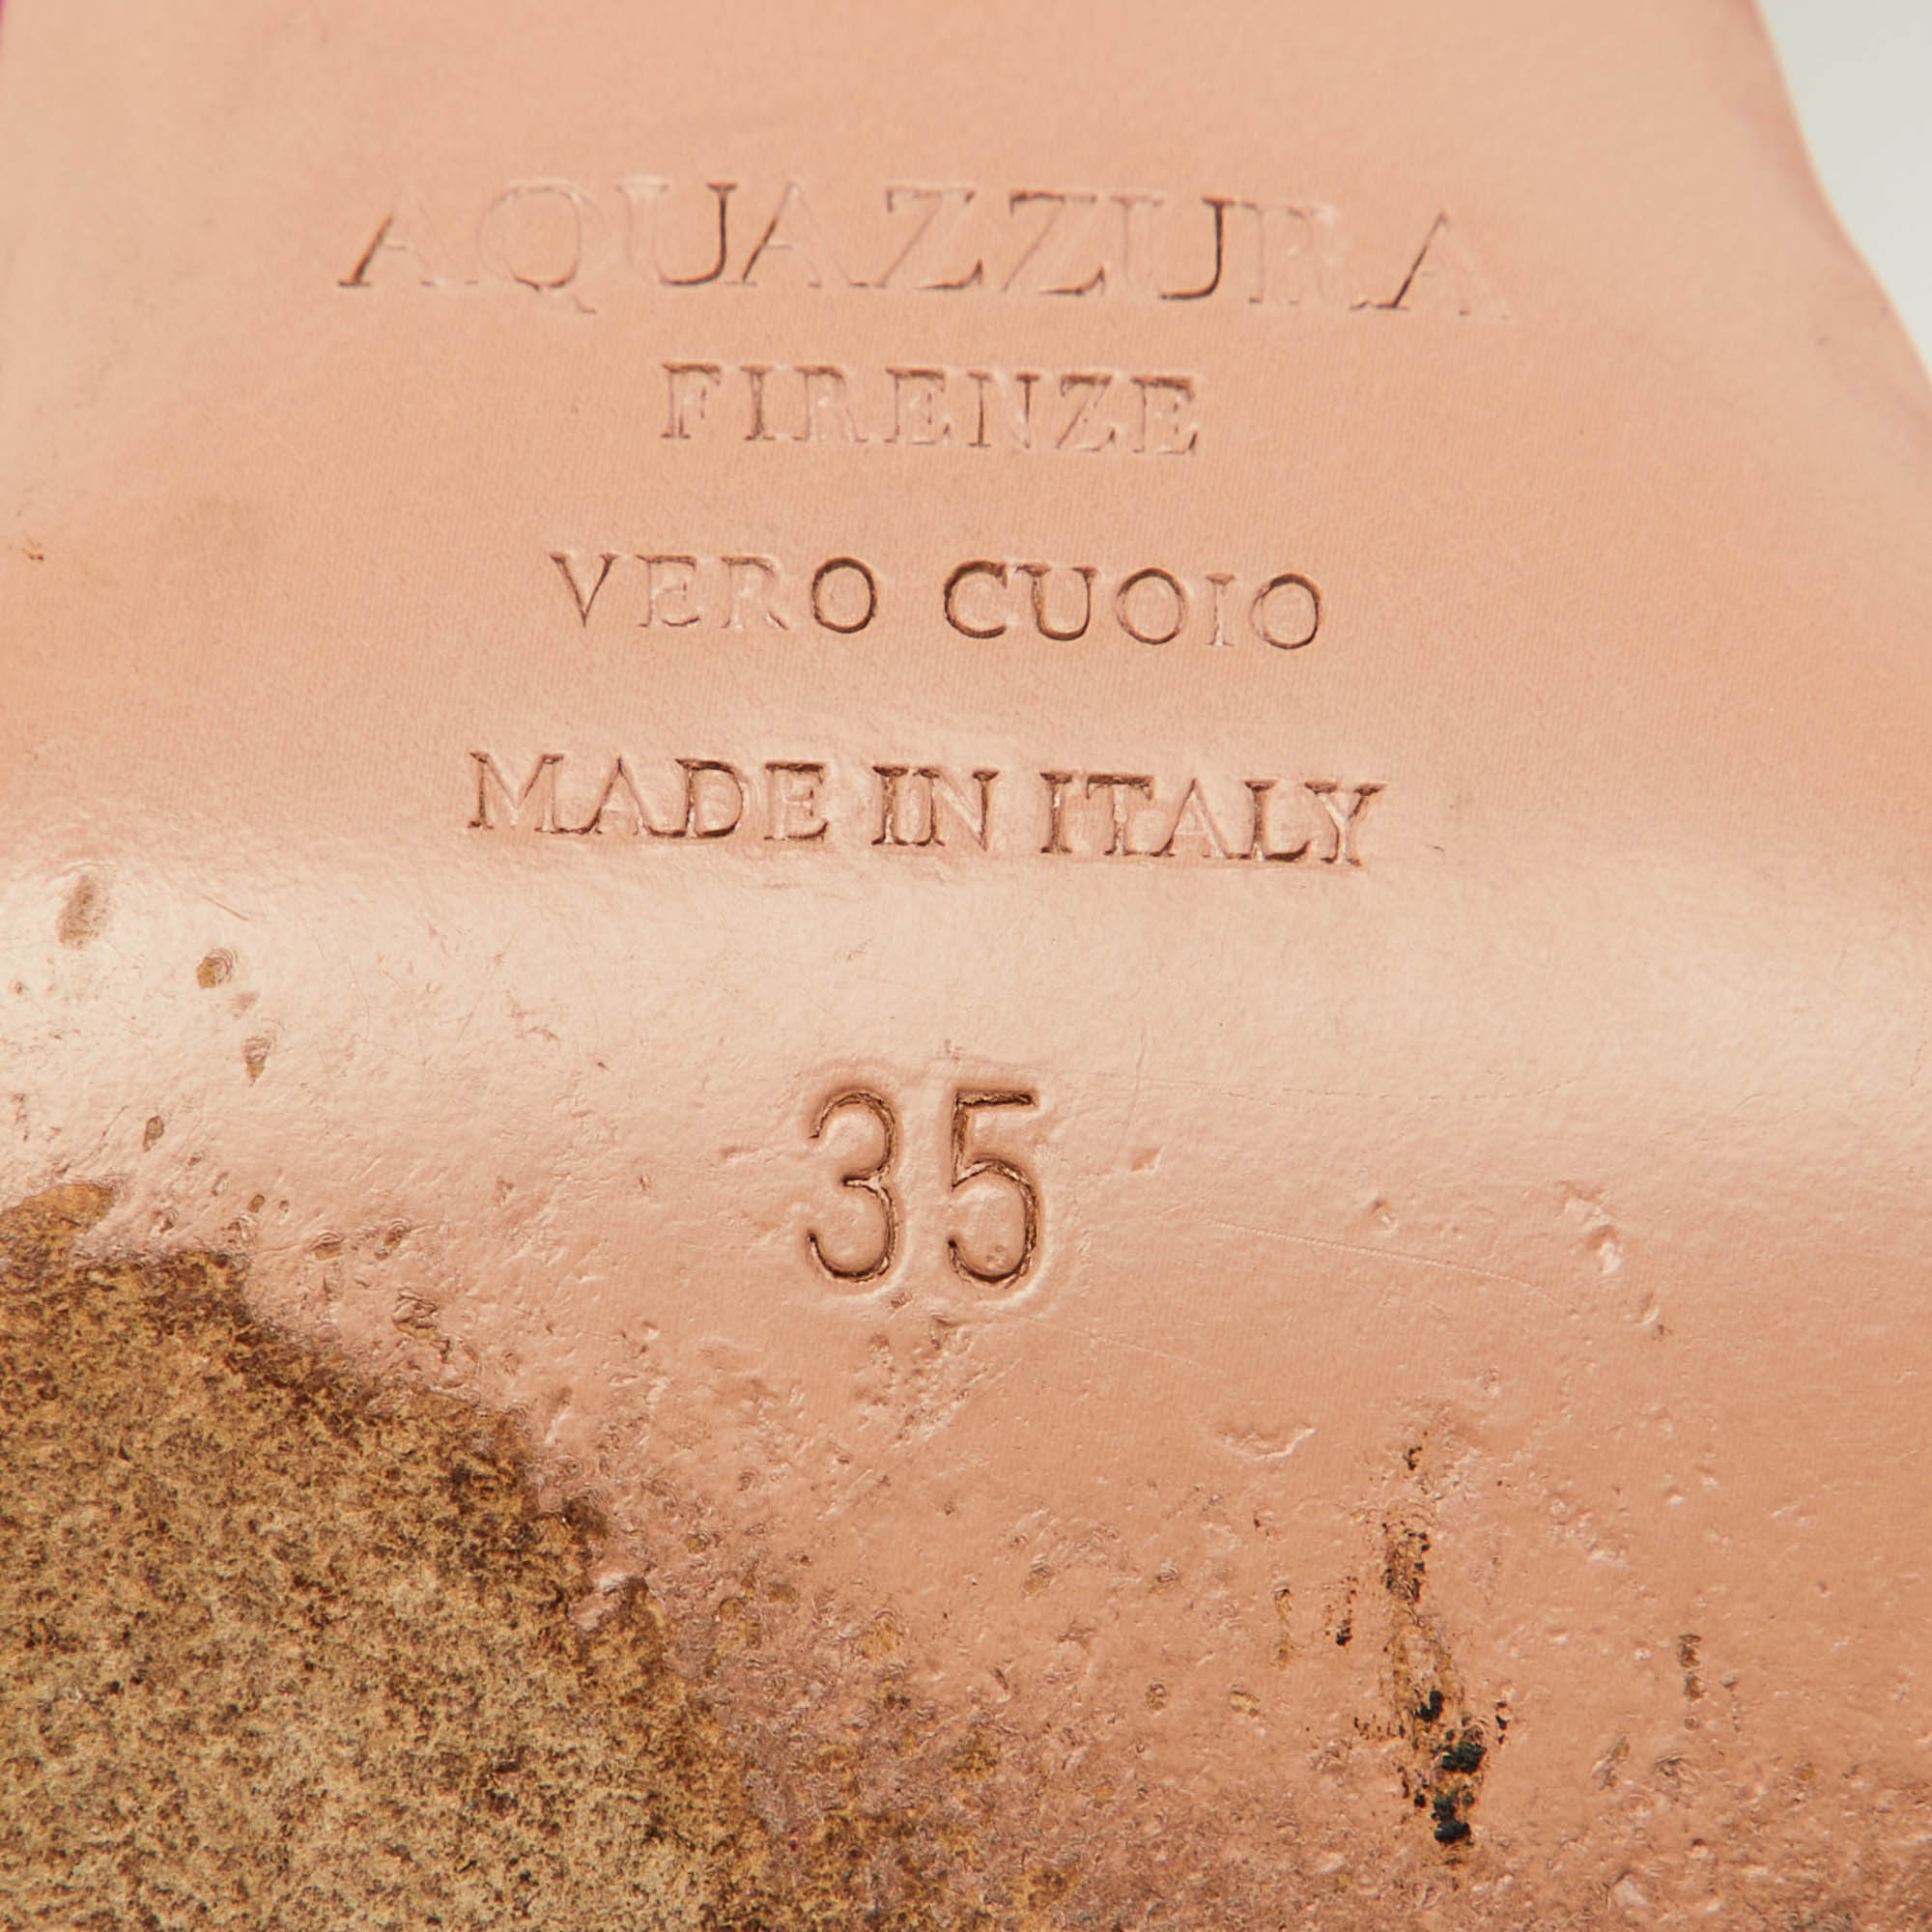 AQUAZZURA
FIRENZE
VERO CUOIO
MADE IN ITALY
35